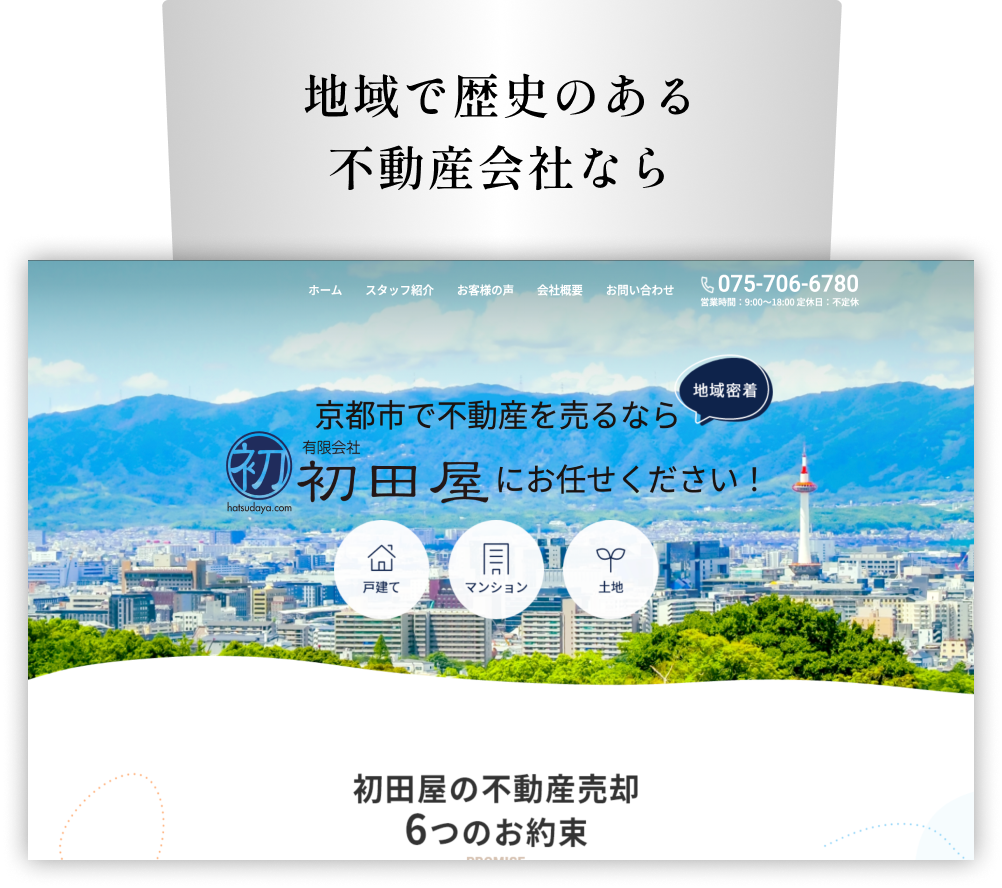 地域で歴史のある
不動産会社なら
ホーム スタッフ紹介 お客様の声 会社概要 お問い合わせ 075-706-6780
営業時間：9:00〜18:00 定休日：不定休
地域密着
京都市で不動産を売るなら
有限会社
初
初田屋にお任せください！
hatsudaya.com
戸建て マンション 土地
初田屋の不動産売却
6つのお約束
PROMISE